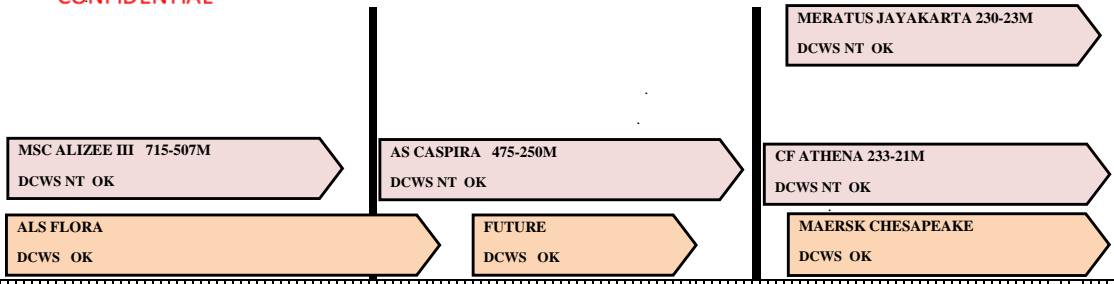 CONFIDENTIAL
MERATUS JAYAKARTA 230-23M
DCWS NT OK
MSC ALIZEE III 715-507M
DCWS NT OK
AS CASPIRA 475-250M
DCWS NT OK
CF ATHENA 233-21M
DCWS NT OK
ALS FLORA
DCWS OK
FUTURE
DCWS OK
MAERSK CHESAPEAKE
DCWS OK